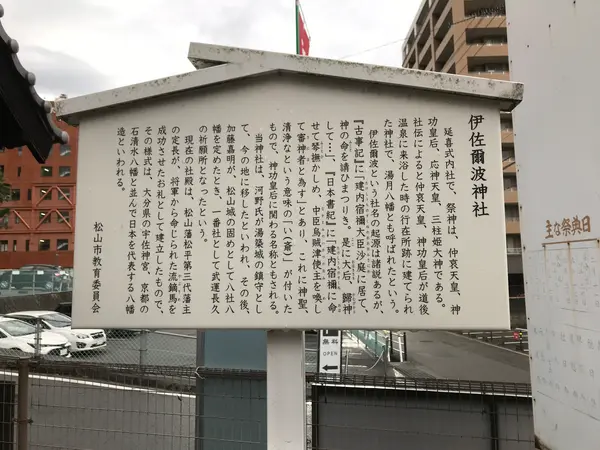 伊佐爾波神社
延喜式内社で、祭神は、仲哀天皇、神
功皇后、応神天皇、三柱姫大神である。
社伝によると仲哀天皇、神功皇后が道後
温泉に来浴した時の行在所跡に建てられ
た神社で、湯月八幡とも呼ばれたという。
伊佐爾波という社名の起源は諸説あるが、
『古事記』に「建内宿禰大臣沙庭に居て、
神の命を請ひまつりき。是に大后、歸神
して…」、『日本書記』に「建内宿禰に命
せて琴撫かしめ、中臣烏賊津使主を喚し
て審神者と為す」とあり、これに神聖、
清浄なという意味の「い（斎）」が付いた
もので、神功皇后に関わる名称ともされる。
当神社は、河野氏が湯築城の鎮守とし
て、今の地に移したといわれ、その後、
加藤嘉明が、松山城の固めとして八社八
幡を定めたとき、一番社として武運長久
の祈願所となったという。
現在の社殿は、松山藩松平第三代藩主
の定長が、将軍から命じられた流鏑馬を
成功させたお礼として建立したもので、
その様式は、大分県の宇佐神宮、京都の
石清水八幡と並んで日本を代表する八幡
造といわれる。
松山市教育委員会
主な祭典日
OPEN